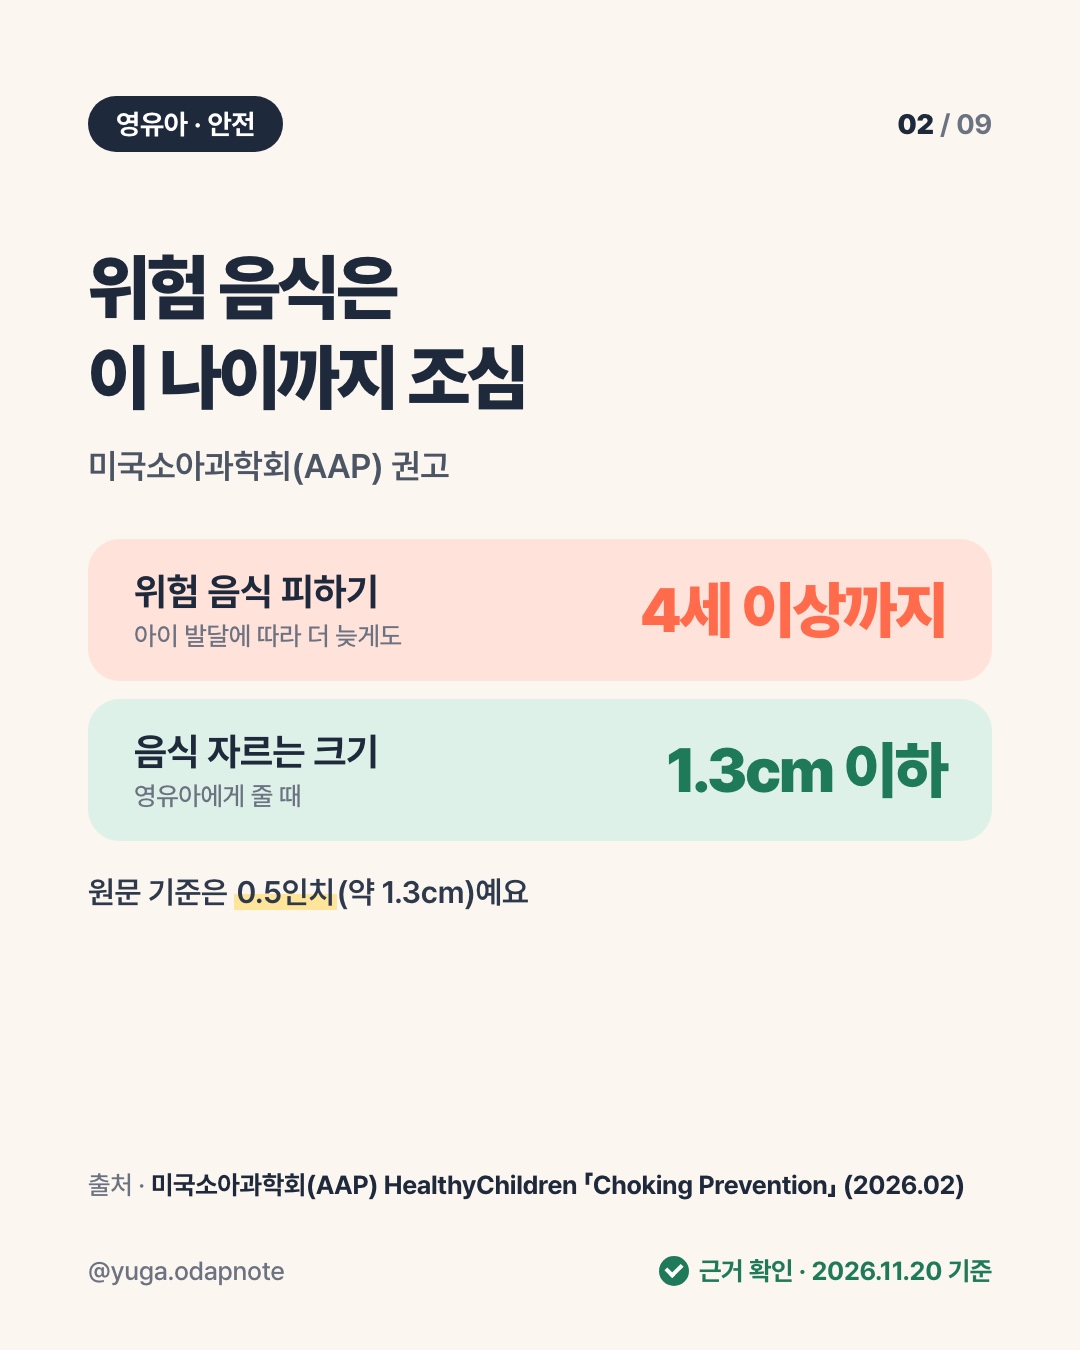 영유아 · 안전
02 / 09
위험 음식은
이 나이까지 조심
미국소아과학회(AAP) 권고
위험 음식 피하기
아이 발달에 따라 더 늦게도
4세 이상까지
음식 자르는 크기
영유아에게 줄 때
1.3cm 이하
원문 기준은 0.5인치(약 1.3cm)예요
출처 · 미국소아과학회(AAP) HealthyChildren 「Choking Prevention」 (2026.02)
@yuga.odapnote
근거 확인 · 2026.11.20 기준